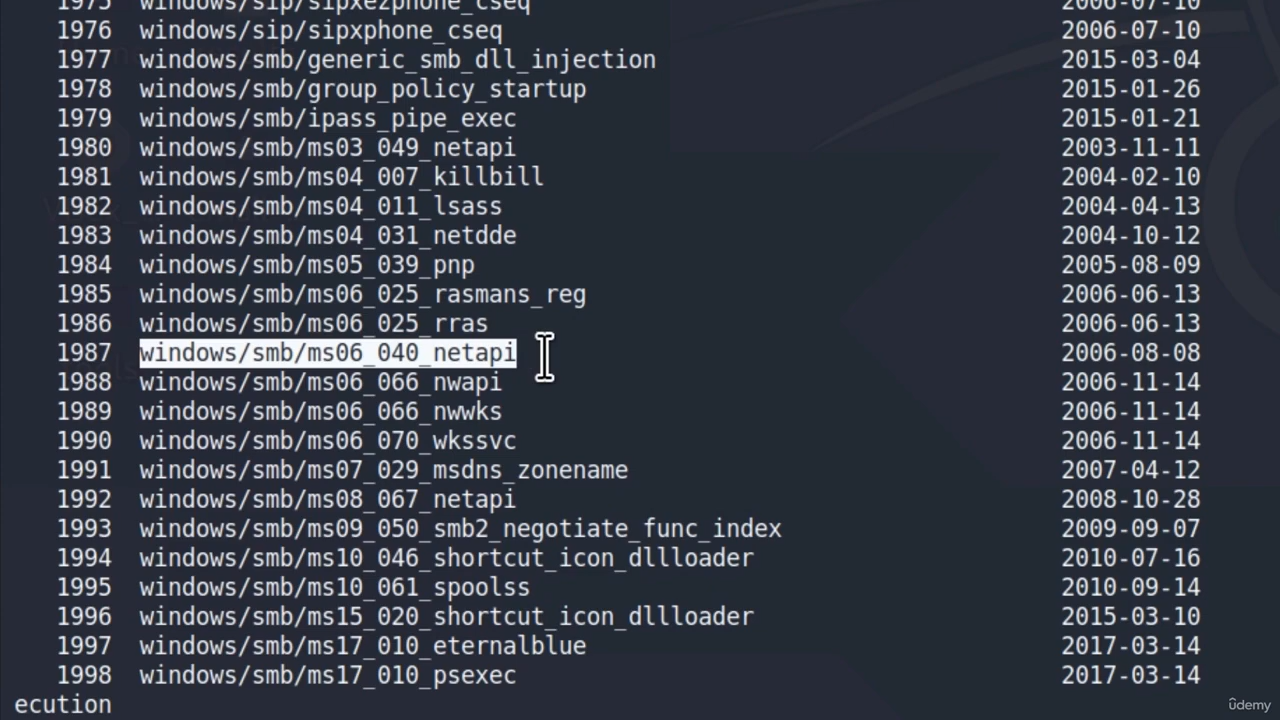 1975 windows/sip/sipxezphone_cseq 2006-07-10
1976 windows/sip/sipxphone_cseq 2006-07-10
1977 windows/smb/generic_smb_dll_injection 2015-03-04
1978 windows/smb/group_policy_startup 2015-01-26
1979 windows/smb/ipass_pipe_exec 2015-01-21
1980 windows/smb/ms03_049_netapi 2003-11-11
1981 windows/smb/ms04_007_killbill 2004-02-10
1982 windows/smb/ms04_011_lsass 2004-04-13
1983 windows/smb/ms04_031_netdde 2004-10-12
1984 windows/smb/ms05_039_pnp 2005-08-09
1985 windows/smb/ms06_025_rasmans_reg 2006-06-13
1986 windows/smb/ms06_025_rras 2006-06-13
1987 windows/smb/ms06_040_netapi 2006-08-08
1988 windows/smb/ms06_066_nwapi 2006-11-14
1989 windows/smb/ms06_066_nwwks 2006-11-14
1990 windows/smb/ms06_070_wkssvc 2006-11-14
1991 windows/smb/ms07_029_msdns_zonename 2007-04-12
1992 windows/smb/ms08_067_netapi 2008-10-28
1993 windows/smb/ms09_050_smb2_negotiate_func_index 2009-09-07
1994 windows/smb/ms10_046_shortcut_icon_dllloader 2010-07-16
1995 windows/smb/ms10_061_spoolss 2010-09-14
1996 windows/smb/ms15_020_shortcut_icon_dllloader 2015-03-10
1997 windows/smb/ms17_010_eternalblue 2017-03-14
1998 windows/smb/ms17_010_psexec 2017-03-14
ecution
ûdemy